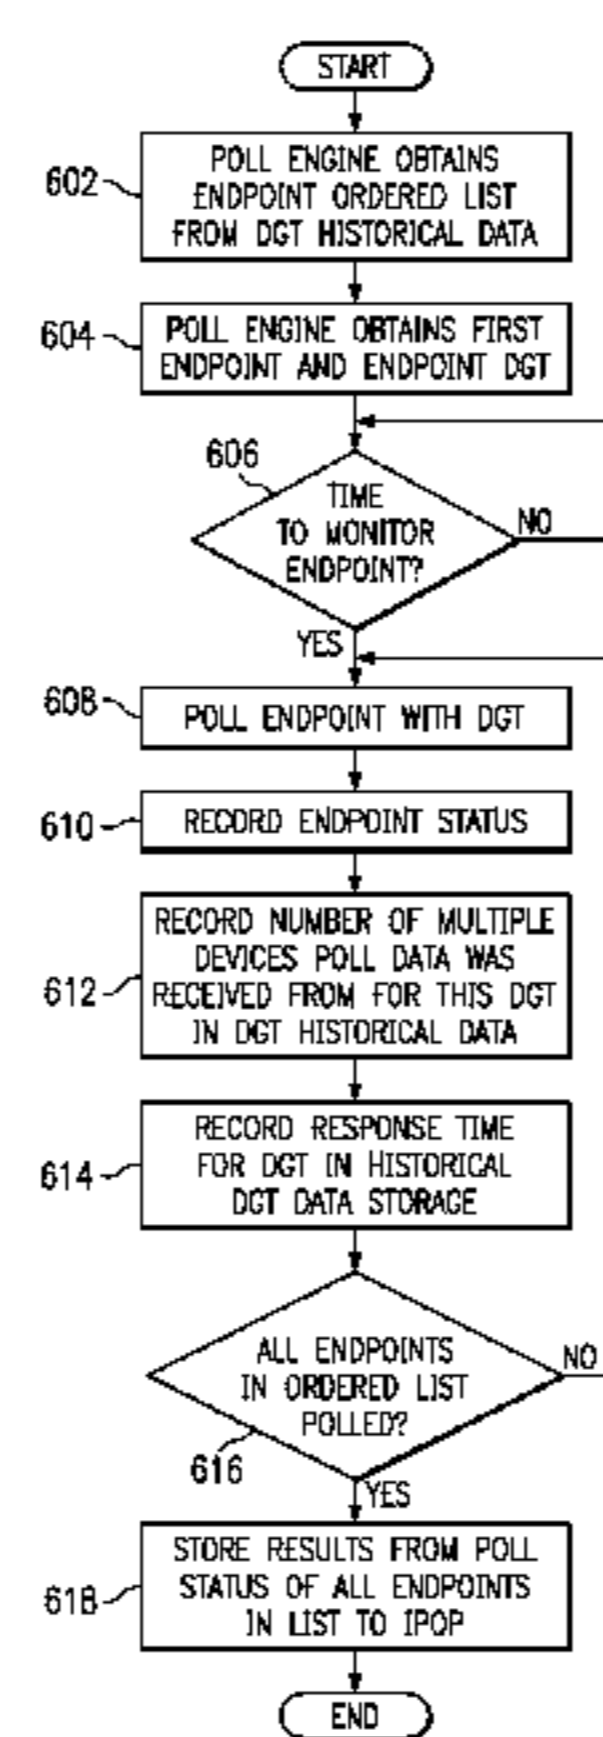 START
602
POLL ENGINE OBTAINS
ENDPOINT ORDERED LIST
FROM DGT HISTORICAL DATA
604
POLL ENGINE OBTAINS FIRST
ENDPOINT AND ENDPOINT DGT
606
TIME
TO MONITOR
ENDPOINT?
NO
YES
608
POLL ENDPOINT WITH DGT
610
RECORD ENDPOINT STATUS
612
RECORD NUMBER OF MULTIPLE
DEVICES POLL DATA WAS
RECEIVED FROM FOR THIS DGT
IN DGT HISTORICAL DATA
614
RECORD RESPONSE TIME
FOR DGT IN HISTORICAL
DGT DATA STORAGE
ALL ENDPOINTS
IN ORDERED LIST
POLLED?
NO
616
YES
618
STORE RESULTS FROM POLL
STATUS OF ALL ENDPOINTS
IN LIST TO IPOP
END